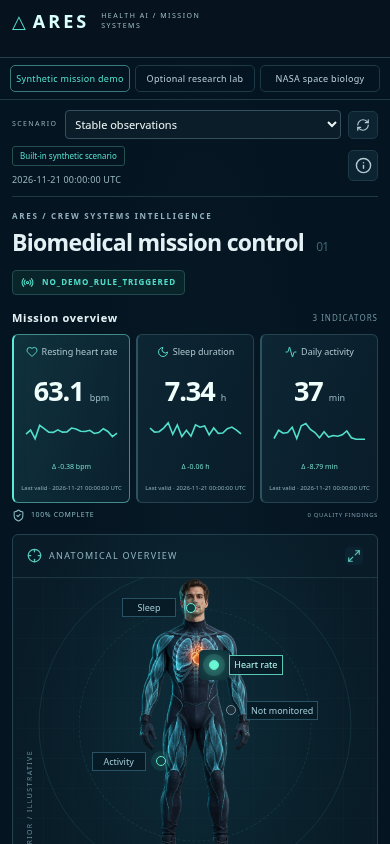 △ ARES
HEALTH AI / MISSION
SYSTEMS
Synthetic mission demo
Optional research lab
NASA space biology
SCENARIO
Stable observations
Built-in synthetic scenario
2026-11-21 00:00:00 UTC
ARES / CREW SYSTEMS INTELLIGENCE
Biomedical mission control 01
NO_DEMO_RULE_TRIGGERED
Mission overview
3 INDICATORS
Resting heart rate
63.1 bpm
Δ -0.38 bpm
Last valid · 2026-11-21 00:00:00 UTC
Sleep duration
7.34 h
Δ -0.06 h
Last valid · 2026-11-21 00:00:00 UTC
Daily activity
37 min
Δ -8.79 min
Last valid · 2026-11-21 00:00:00 UTC
100% COMPLETE
0 QUALITY FINDINGS
ANATOMICAL OVERVIEW
Sleep
Heart rate
Not monitored
Activity
RIOR / ILLUSTRATIVE